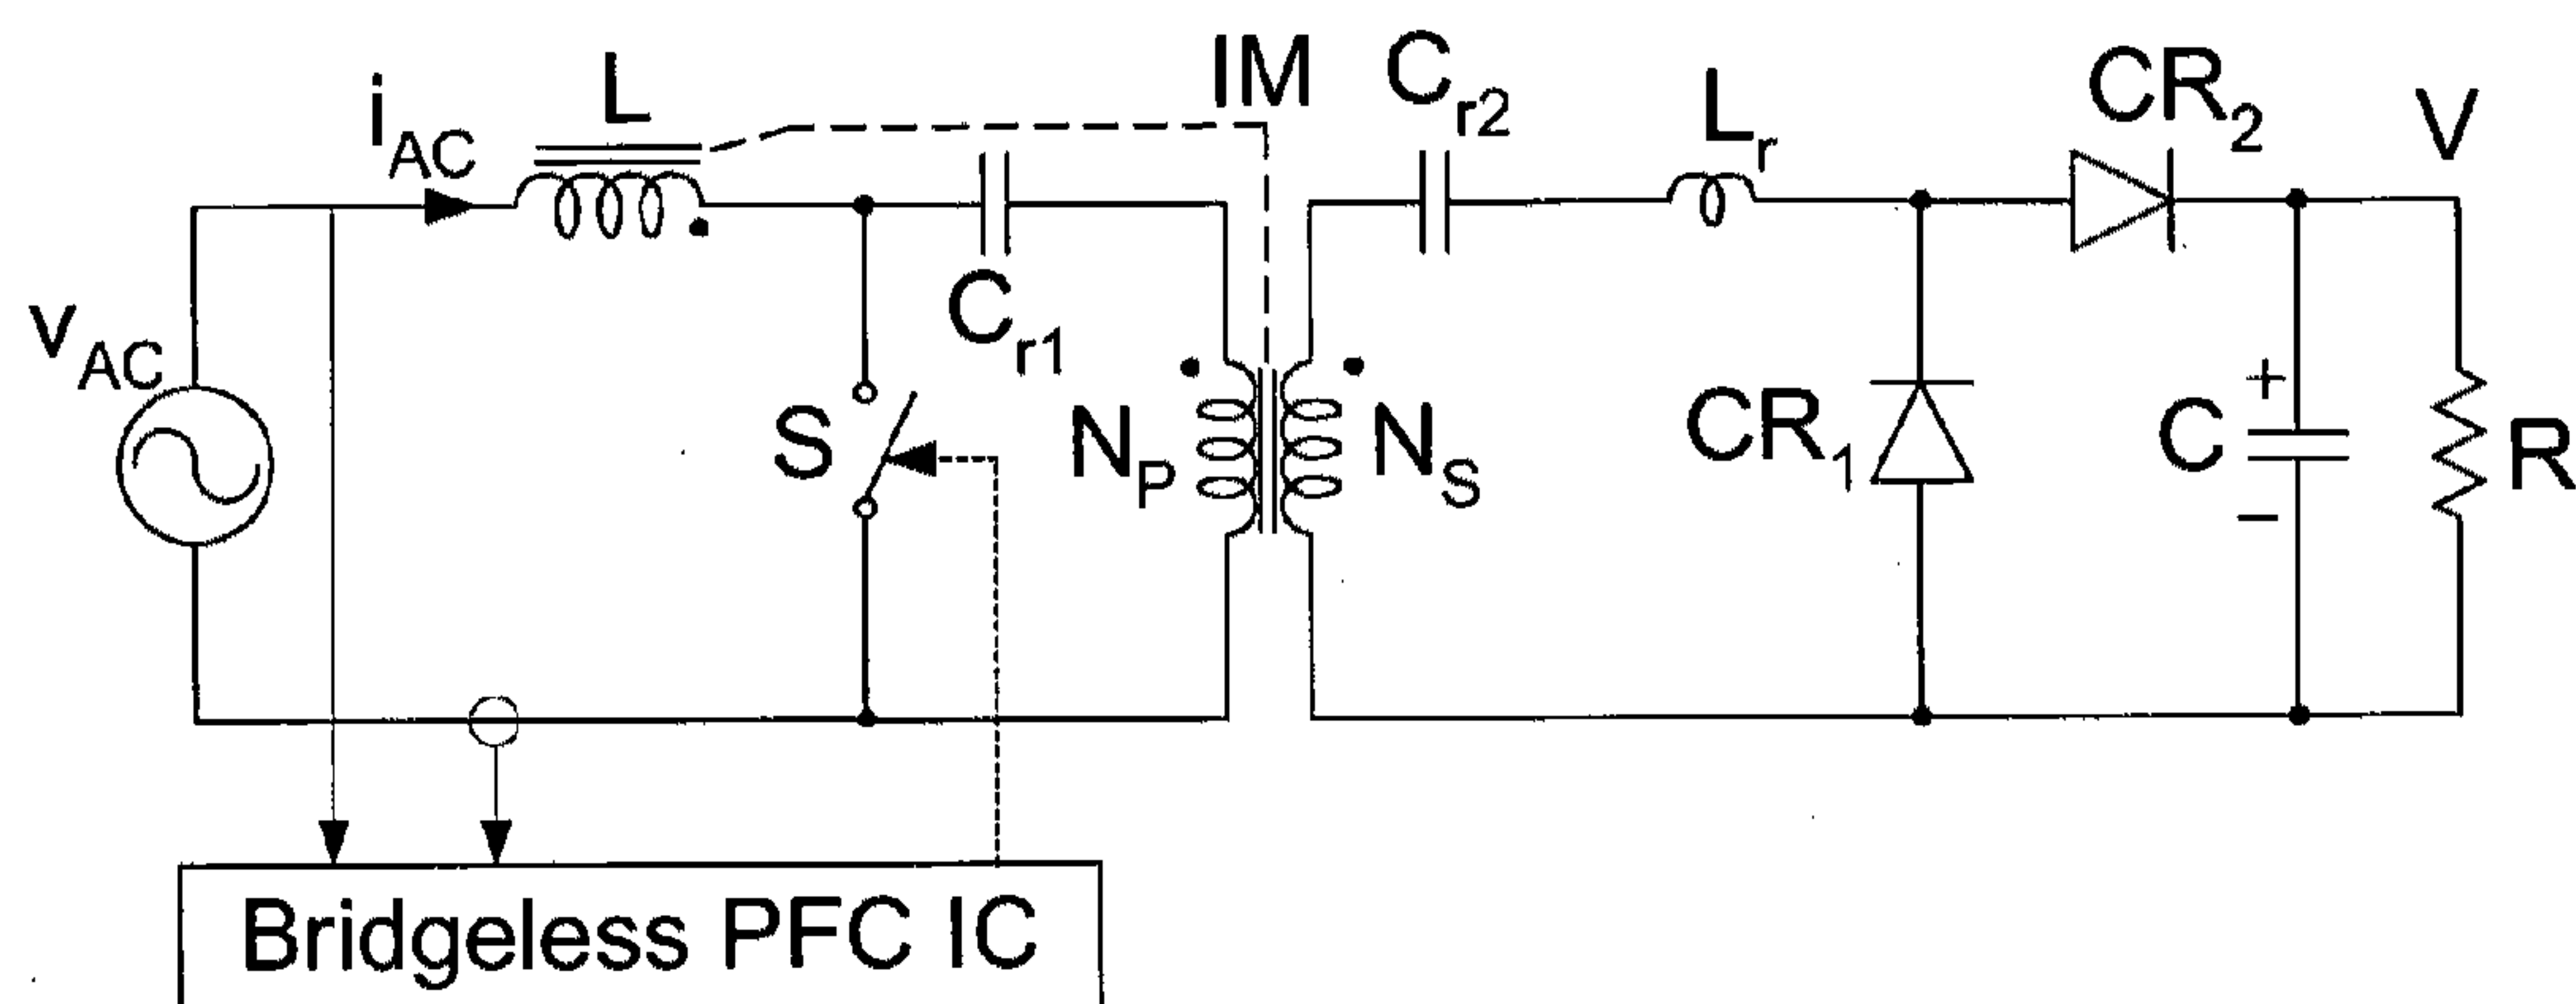 i_AC
L
IM
C_r2
L_r
CR_2
V
v_AC
C_r1
S
N_P
N_S
CR_1
+
C
−
R
Bridgeless PFC IC